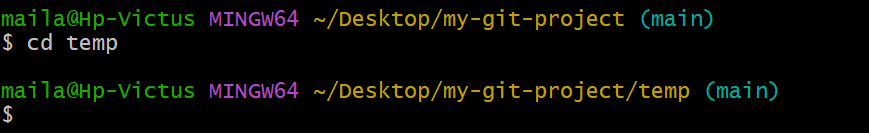 maila@Hp-Victus MINGW64 ~/Desktop/my-git-project (main)
$ cd temp
maila@Hp-Victus MINGW64 ~/Desktop/my-git-project/temp (main)
$